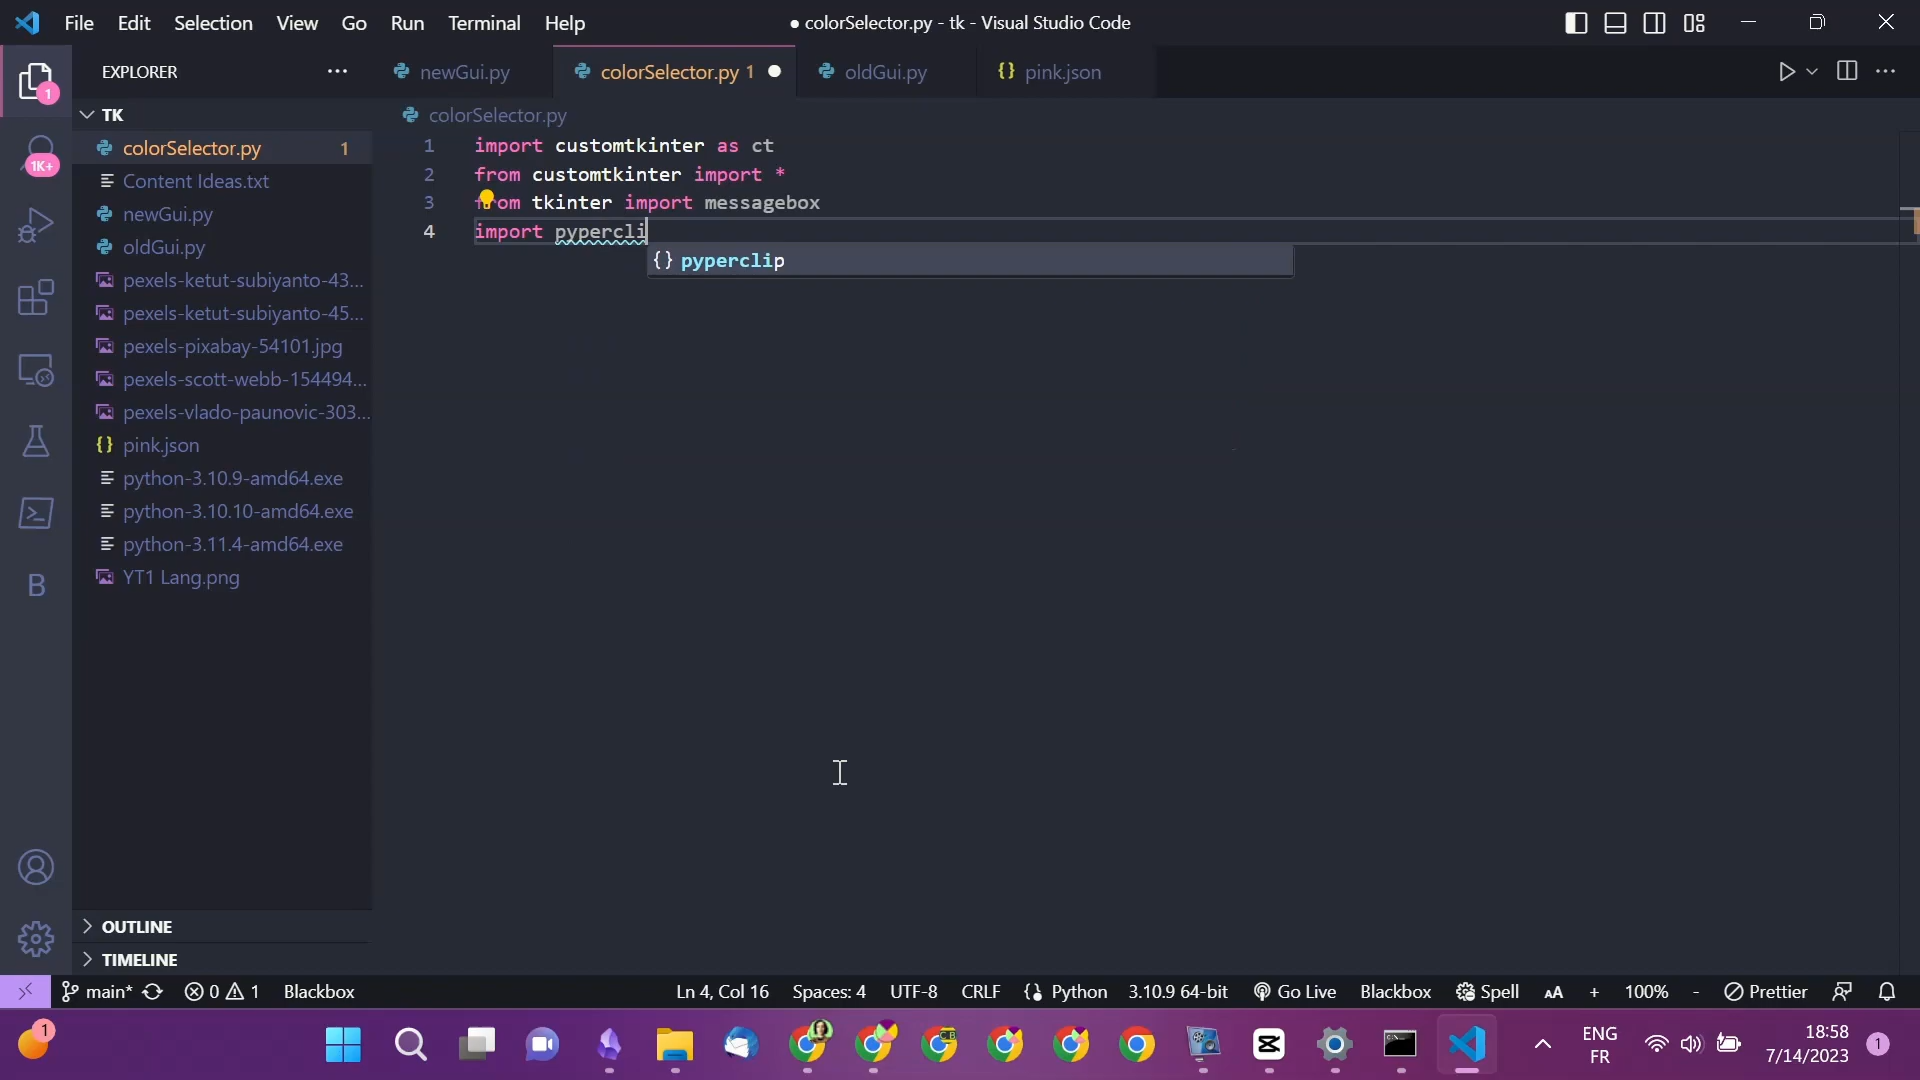 File Edit Selection View Go Run Terminal Help
● colorSelector.py - tk - Visual Studio Code
EXPLORER
newGui.py
colorSelector.py 1
oldGui.py
{} pink.json
1
1K+
TK
colorSelector.py 1
Content Ideas.txt
newGui.py
oldGui.py
pexels-ketut-subiyanto-43...
pexels-ketut-subiyanto-45...
pexels-pixabay-54101.jpg
pexels-scott-webb-154494...
pexels-vlado-paunovic-303...
{} pink.json
python-3.10.9-amd64.exe
python-3.10.10-amd64.exe
python-3.11.4-amd64.exe
YT1 Lang.png
B
OUTLINE
TIMELINE
colorSelector.py
1 import customtkinter as ct
2 from customtkinter import *
3 from tkinter import messagebox
4 import pypercli
{} pyperclip
main* 0 1 Blackbox
Ln 4, Col 16 Spaces: 4 UTF-8 CRLF Python 3.10.9 64-bit Go Live Blackbox Spell AA + 100% - Prettier
1
C B
ENG
FR
18:58
7/14/2023
1